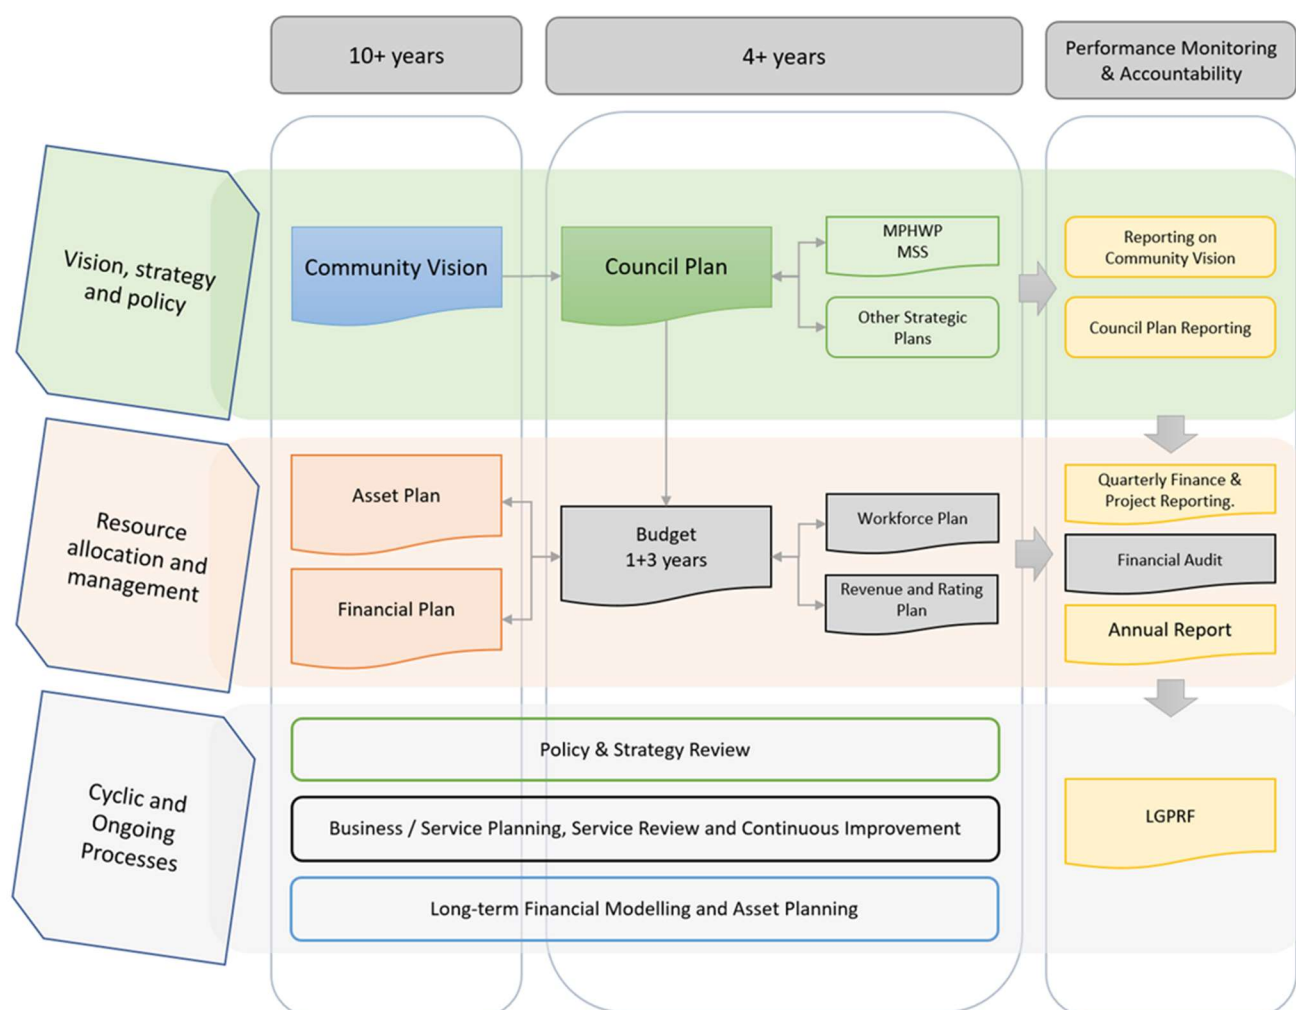 10+ years
4+ years
Performance Monitoring
& Accountability
Vision, strategy
and policy
Community Vision
Council Plan
MPHWP
MSS
Other Strategic
Plans
Reporting on
Community Vision
Council Plan Reporting
Resource
allocation and
management
Asset Plan
Financial Plan
Budget
1+3 years
Workforce Plan
Revenue and Rating
Plan
Quarterly Finance &
Project Reporting.
Financial Audit
Annual Report
Cyclic and
Ongoing
Processes
Policy & Strategy Review
Business / Service Planning, Service Review and Continuous Improvement
Long-term Financial Modelling and Asset Planning
LGPRF